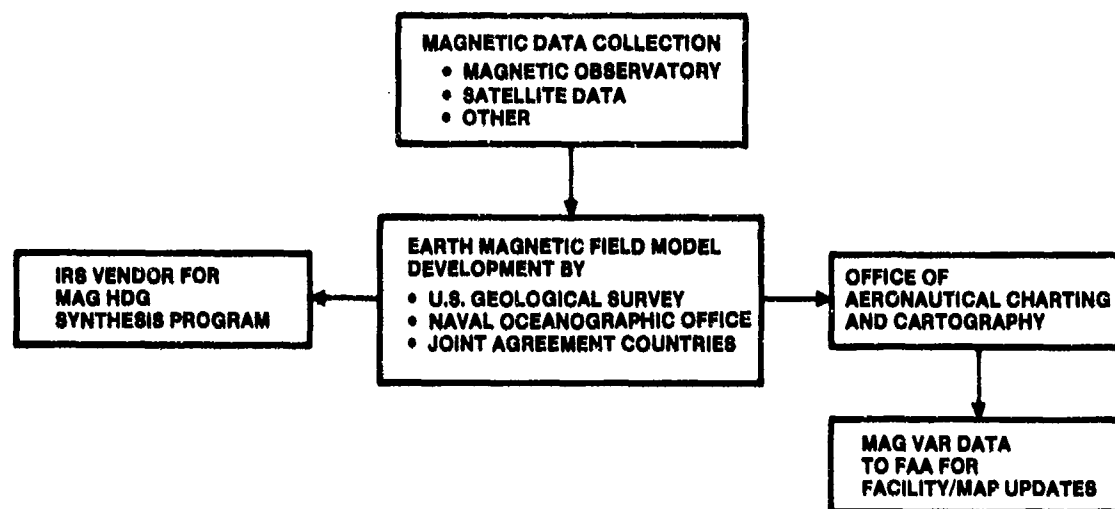 MAGNETIC DATA COLLECTION
• MAGNETIC OBSERVATORY
• SATELLITE DATA
• OTHER
EARTH MAGNETIC FIELD MODEL
DEVELOPMENT BY
• U.S. GEOLOGICAL SURVEY
• NAVAL OCEANOGRAPHIC OFFICE
• JOINT AGREEMENT COUNTRIES
IRS VENDOR FOR
MAG HDG
SYNTHESIS PROGRAM
OFFICE OF
AERONAUTICAL CHARTING
AND CARTOGRAPHY
MAG VAR DATA
TO FAA FOR
FACILITY/MAP UPDATES